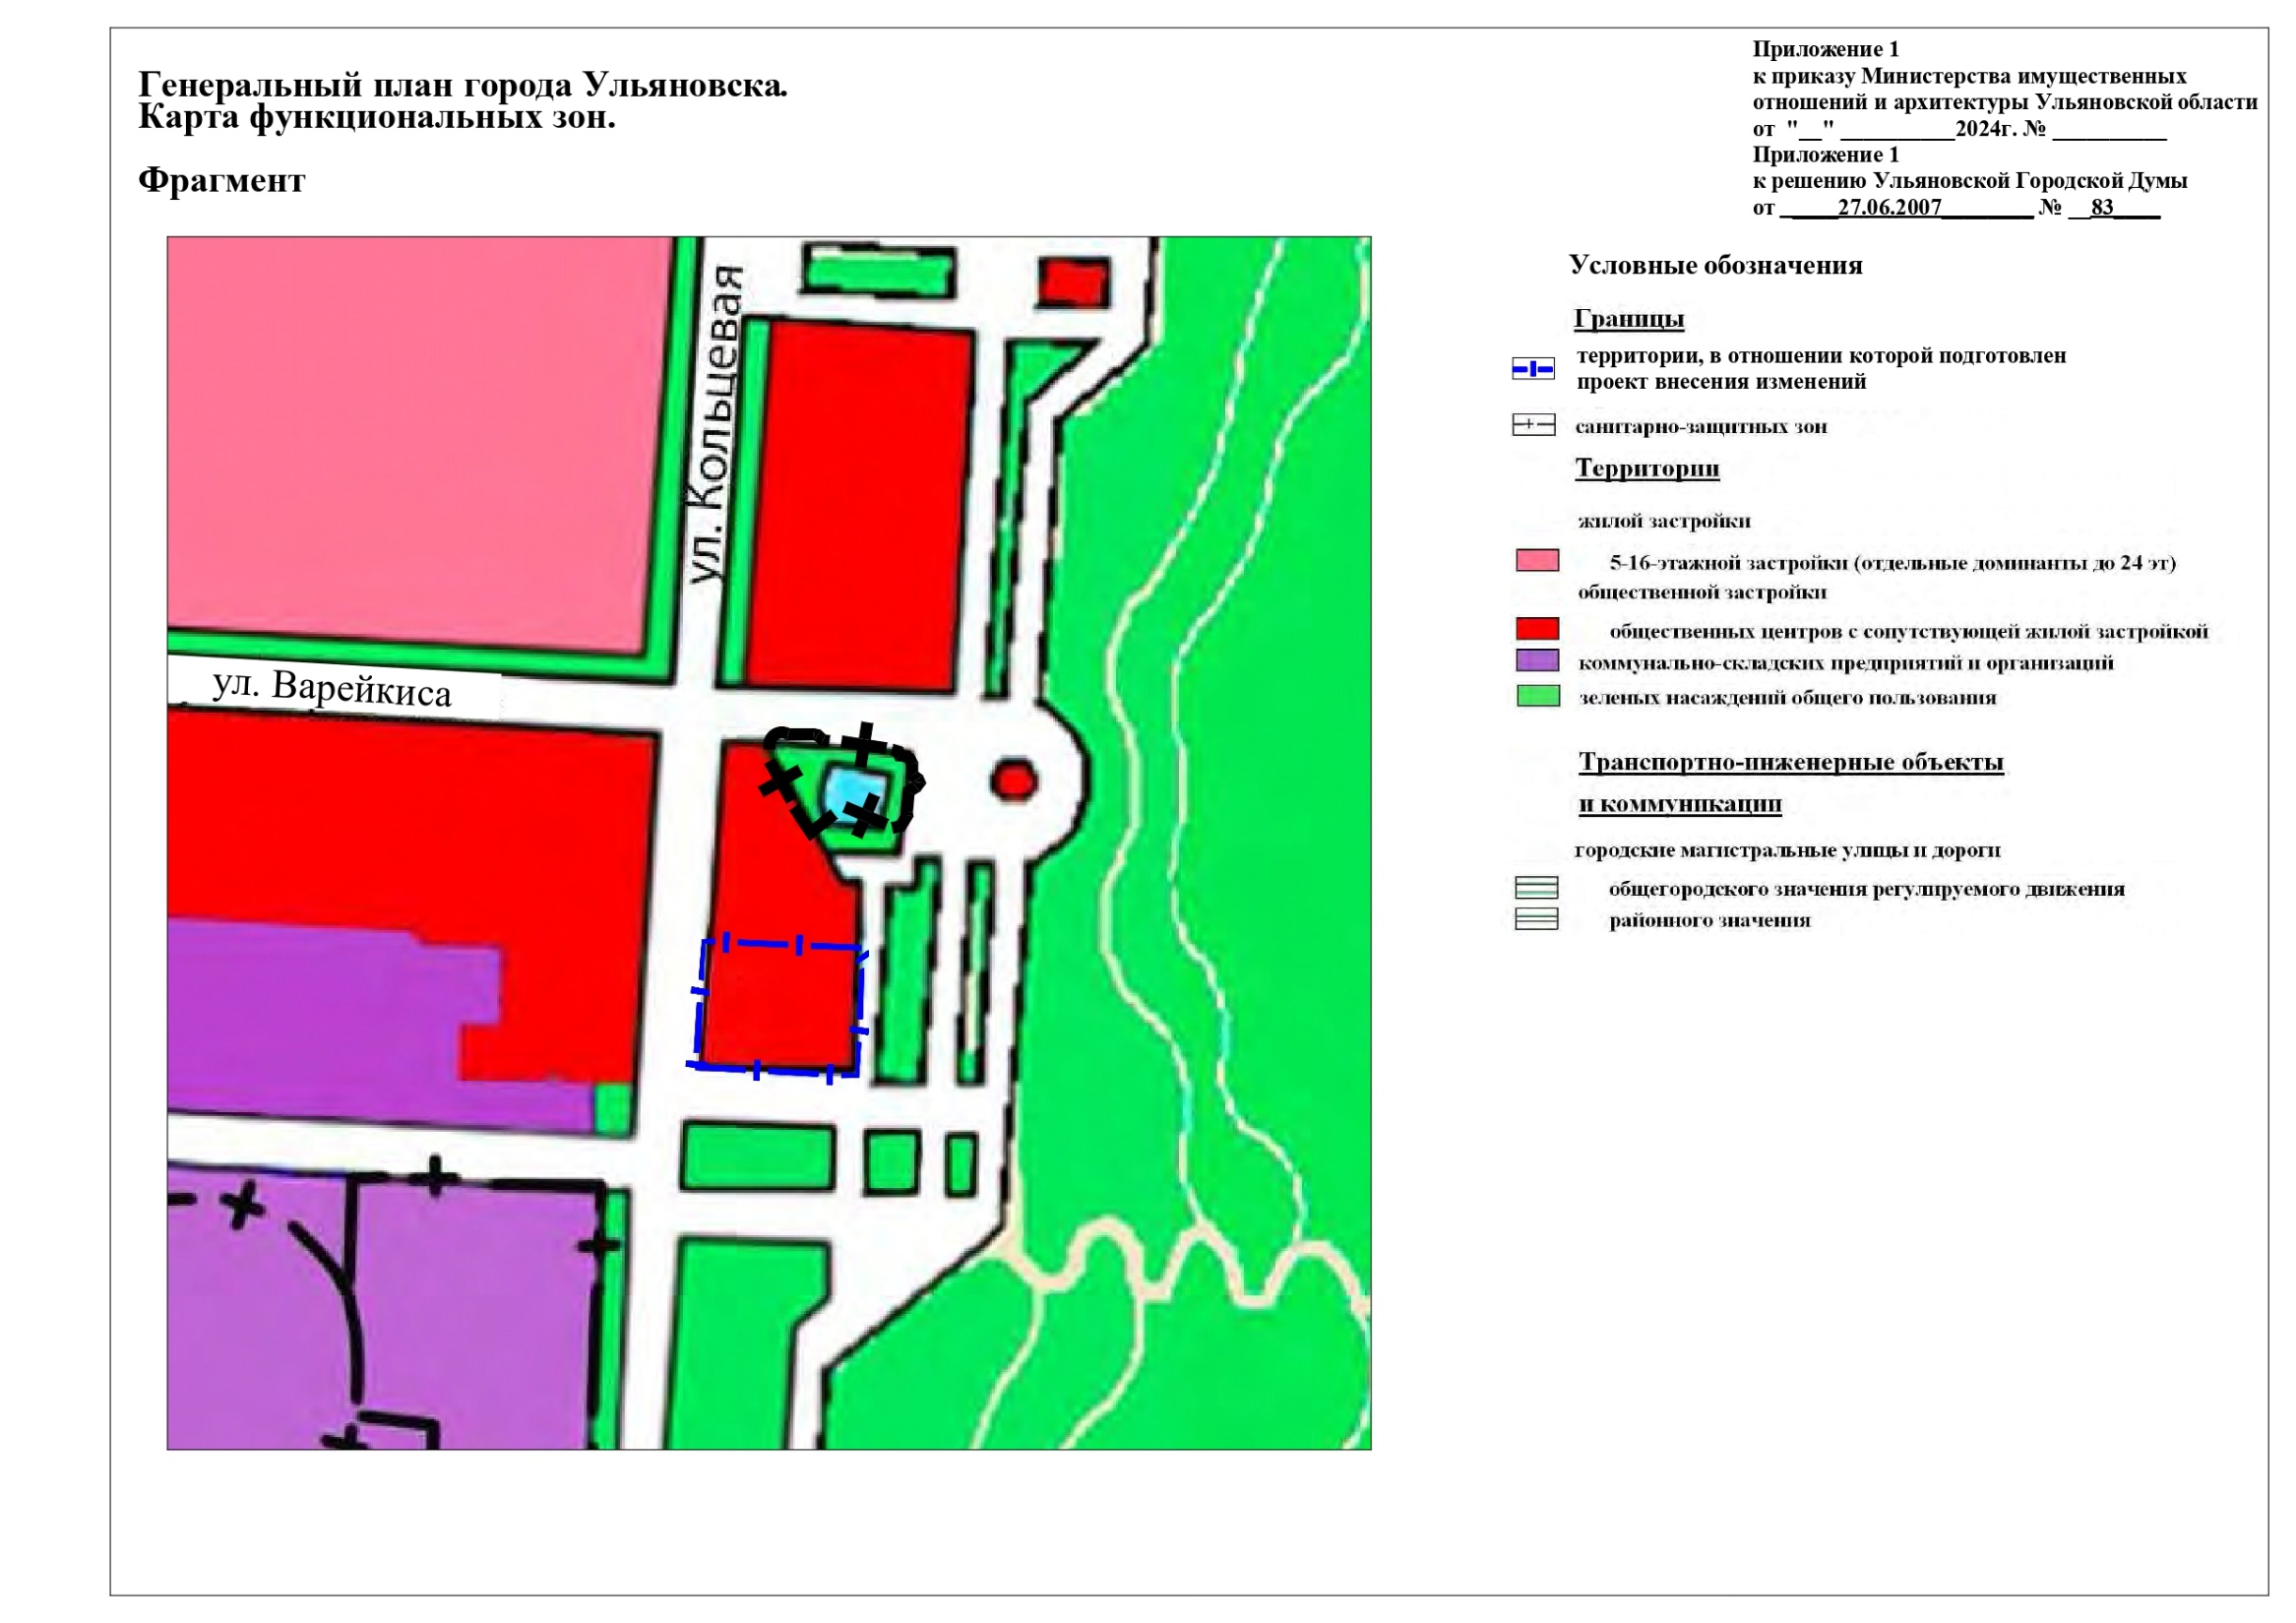 Генеральный план города Ульяновска.
Карта функциональных зон.
Фрагмент
Приложение 1
к приказу Министерства имущественных
отношений и архитектуры Ульяновской области
от "__" __________2024г. № __________
Приложение 1
к решению Ульяновской Городской Думы
от _____27.06.2007________ № __83____
ул. Кольцевая
ул. Варейкиса
Условные обозначения
Границы
территории, в отношении которой подготовлен
проект внесения изменений
санитарно-защитных зон
Территории
жилой застройки
5-16-этажной застройки (отдельные доминанты до 24 эт)
общественной застройки
общественных центров с сопутствующей жилой застройкой
коммунально-складских предприятий и организаций
зеленых насаждений общего пользования
Транспортно-инженерные объекты
и коммуникации
городские магистральные улицы и дороги
общегородского значения регулируемого движения
районного значения